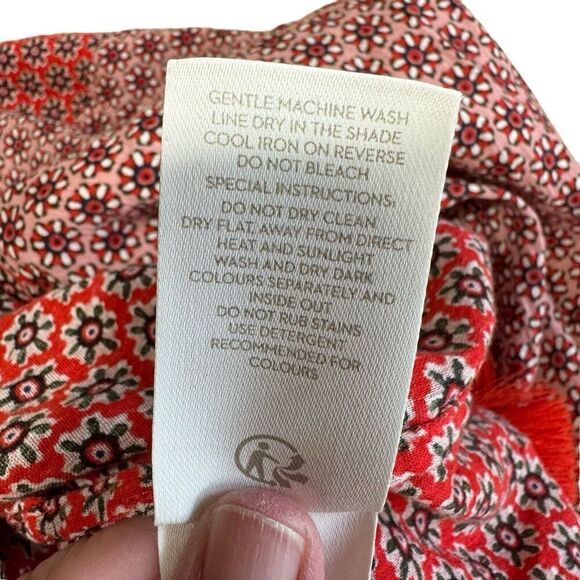 GENTLE MACHINE WASH
LINE DRY IN THE SHADE
COOL IRON ON REVERSE
DO NOT BLEACH
SPECIAL INSTRUCTIONS:
DO NOT DRY CLEAN
DRY FLAT, AWAY FROM DIRECT
HEAT AND SUNLIGHT
WASH AND DRY DARK
COLOURS SEPARATELY AND
INSIDE OUT
DO NOT RUB STAINS
USE DETERGENT
RECOMMENDED FOR
COLOURS